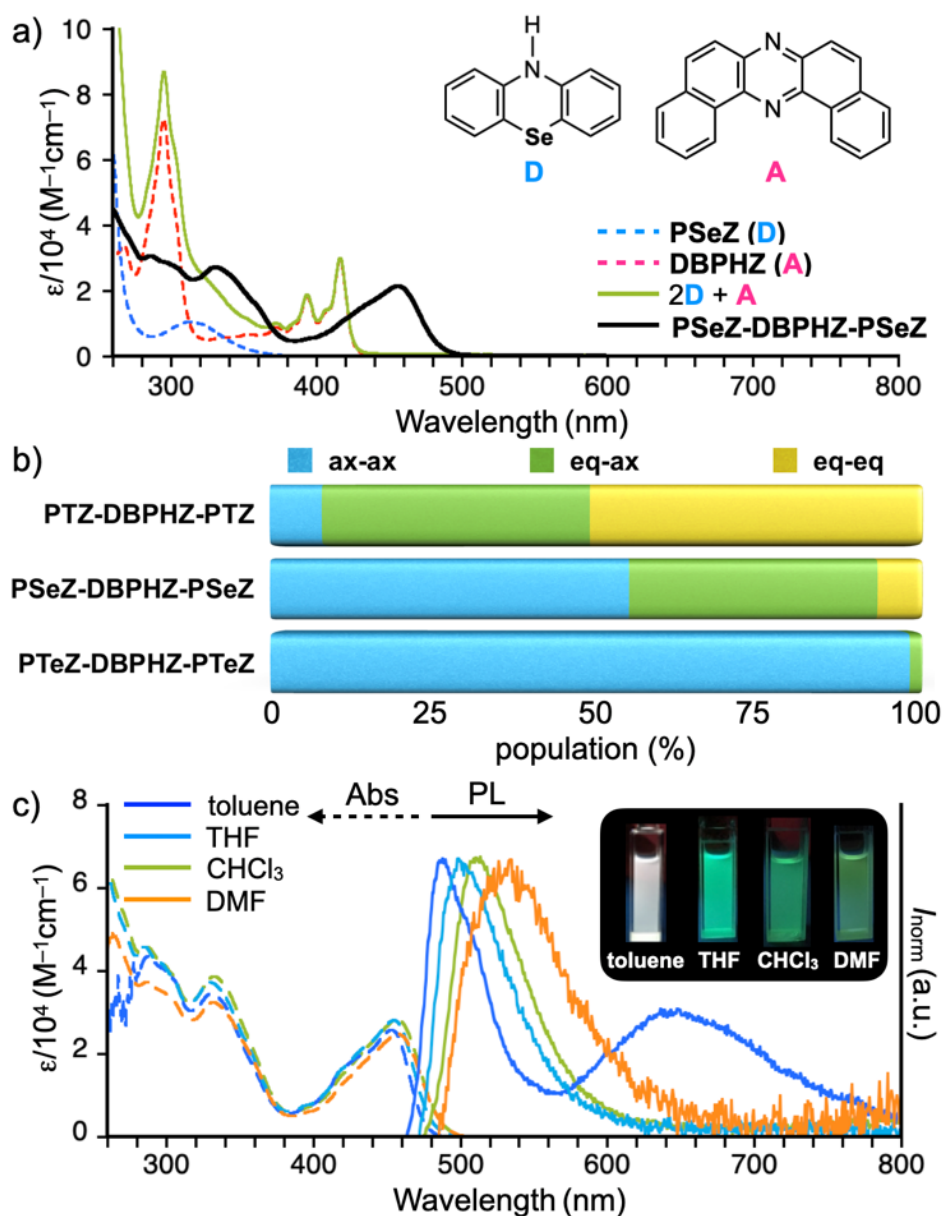 a)
ε/10⁴ (M⁻¹cm⁻¹)
10
8
6
4
2
0
300 400 500 600 700 800
Wavelength (nm)
H
N
Se
D
N
N
A
PSeZ (D)
DBPHZ (A)
2D + A
PSeZ-DBPHZ-PSeZ
b)
ax-ax eq-ax eq-eq
PTZ-DBPHZ-PTZ
PSeZ-DBPHZ-PSeZ
PTeZ-DBPHZ-PTeZ
0 25 50 75 100
population (%)
c)
ε/10⁴ (M⁻¹cm⁻¹)
8
6
4
2
0
toluene
THF
CHCl₃
DMF
Abs PL
toluene THF CHCl₃ DMF
Inorm (a.u.)
300 400 500 600 700 800
Wavelength (nm)